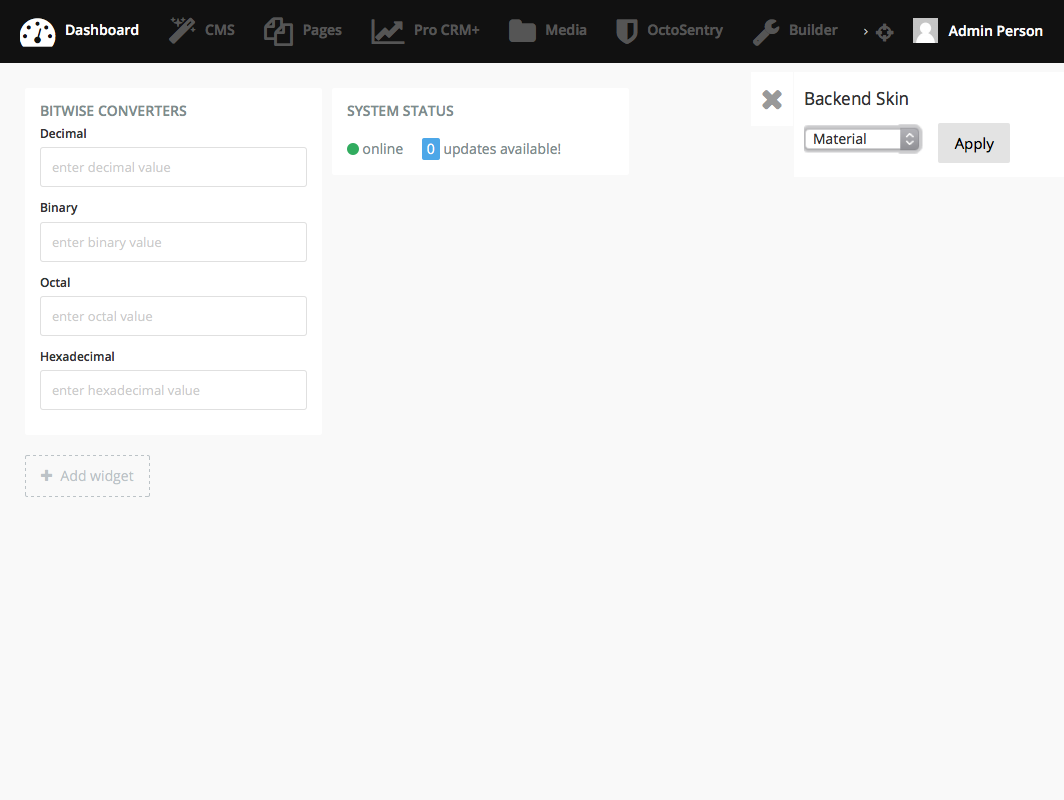 Dashboard CMS Pages Pro CRM+ Media OctoSentry Builder › Admin Person
BITWISE CONVERTERS
Decimal
enter decimal value
Binary
enter binary value
Octal
enter octal value
Hexadecimal
enter hexadecimal value
Add widget
SYSTEM STATUS
online 0 updates available!
Backend Skin
Material Apply